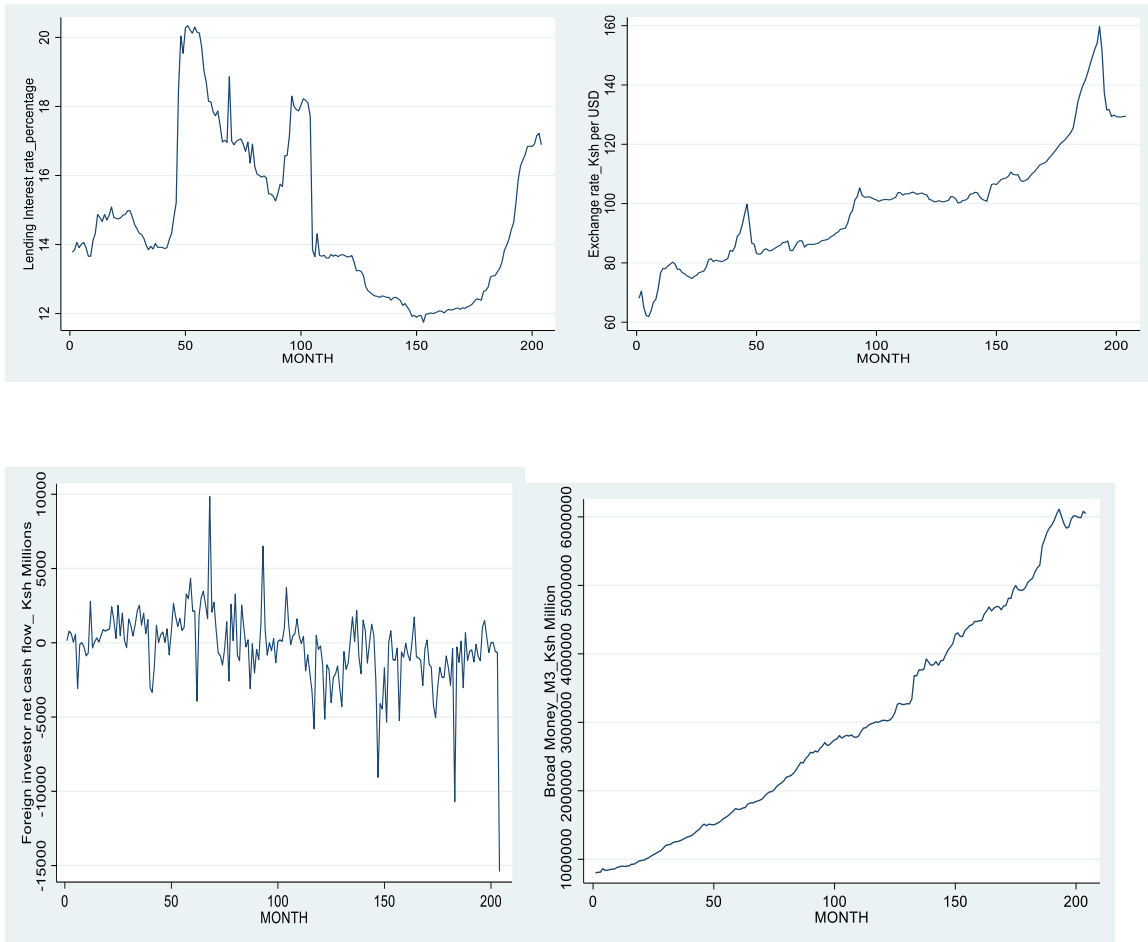 Lending Interest rate_percentage
20
18
16
14
12
0 50 100 150 200
MONTH
Exchange rate_Ksh per USD
160
140
120
100
80
60
0 50 100 150 200
MONTH
Foreign investor net cash flow_ Ksh Millions
10000
5000
0
-5000
-10000
-15000
0 50 100 150 200
MONTH
Broad Money_M3_Ksh Million
6000000
5000000
4000000
3000000
2000000
1000000
0 50 100 150 200
MONTH